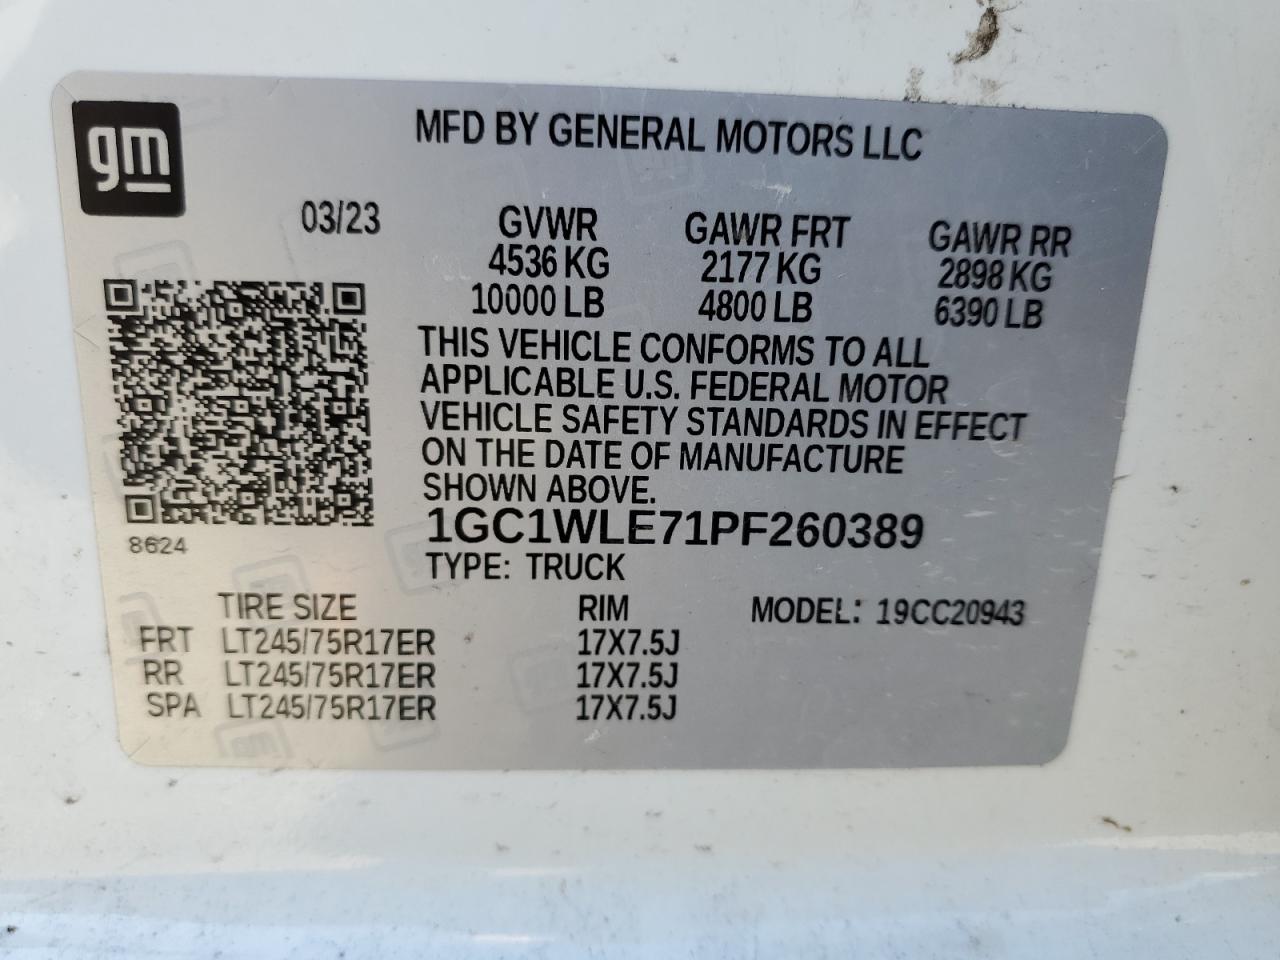 gm
MFD BY GENERAL MOTORS LLC
03/23 GVWR GAWR FRT GAWR RR
4536 KG 2177 KG 2898 KG
10000 LB 4800 LB 6390 LB
THIS VEHICLE CONFORMS TO ALL
APPLICABLE U.S. FEDERAL MOTOR
VEHICLE SAFETY STANDARDS IN EFFECT
ON THE DATE OF MANUFACTURE
SHOWN ABOVE.
1GC1WLE71PF260389
8624
TYPE: TRUCK
TIRE SIZE RIM MODEL: 19CC20943
FRT LT245/75R17ER 17X7.5J
RR LT245/75R17ER 17X7.5J
SPA LT245/75R17ER 17X7.5J